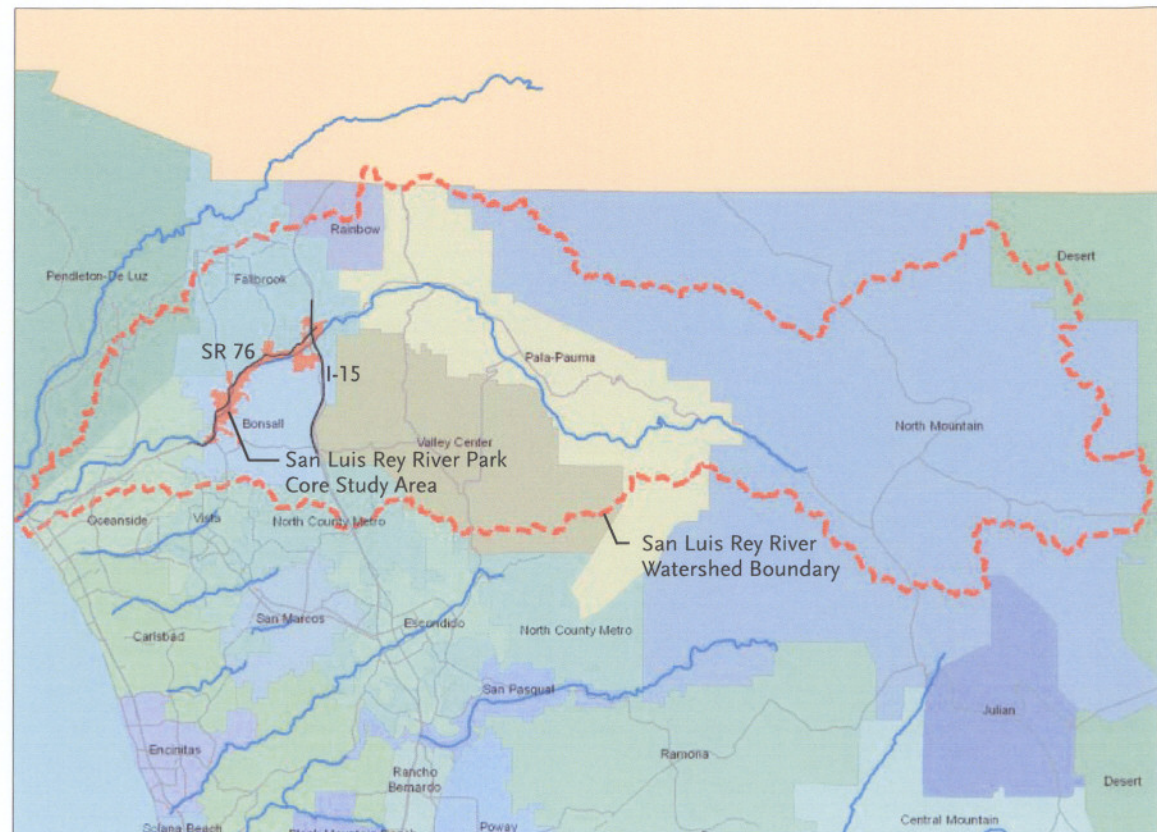 Rainbow
Desert
Pendleton-De Luz
Fallbrook
SR 76
I-15
Pala-Pauma
Bonsall
North Mountain
Valley Center
San Luis Rey River Park
Core Study Area
Oceanside
Vista
North County Metro
San Luis Rey River
Watershed Boundary
Carlsbad
San Marcos
Escondido
North County Metro
San Pasqual
Julian
Encinitas
Ramona
Rancho
Bernardo
Desert
Solana Beach
Poway
Central Mountain